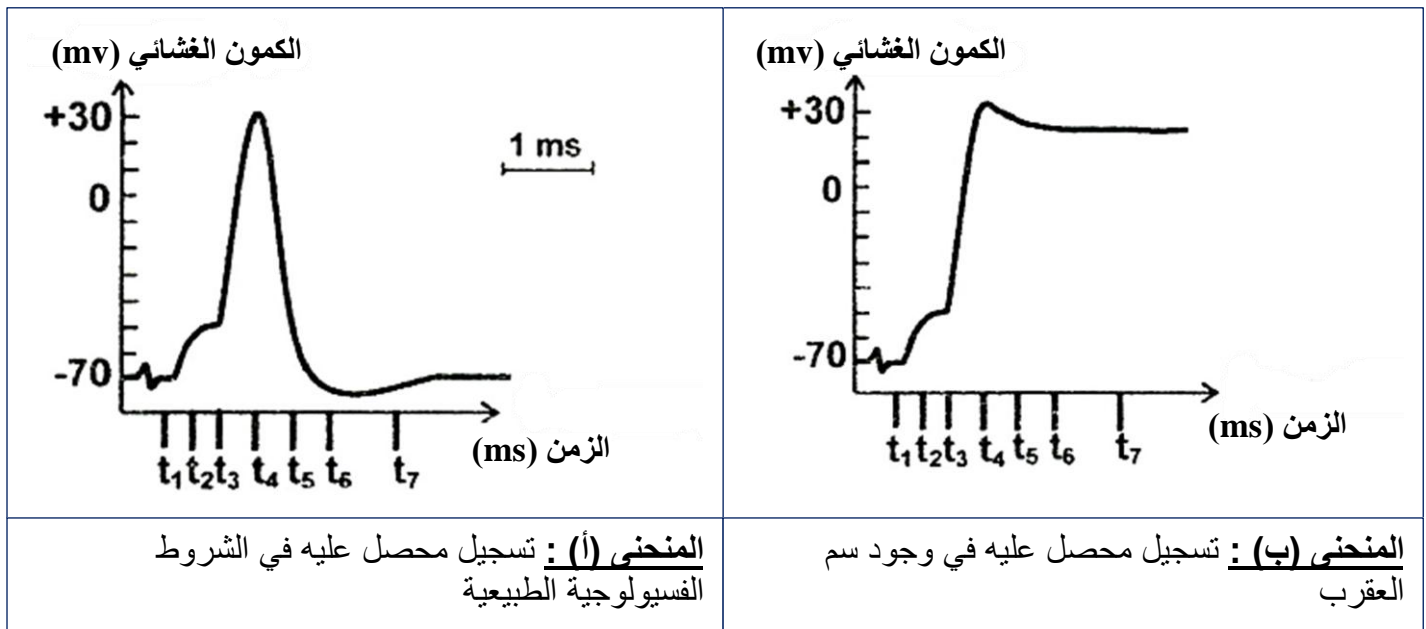 الكمون الغشائي (mv)
+30
0
-70
1 ms
t1 t2 t3 t4 t5 t6 t7
الزمن (ms)
الكمون الغشائي (mv)
+30
0
-70
t1 t2 t3 t4 t5 t6 t7
الزمن (ms)
المنحنى (أ) : تسجيل محصل عليه في الشروط
الفسيولوجية الطبيعية
المنحنى (ب) : تسجيل محصل عليه في وجود سم
العقرب